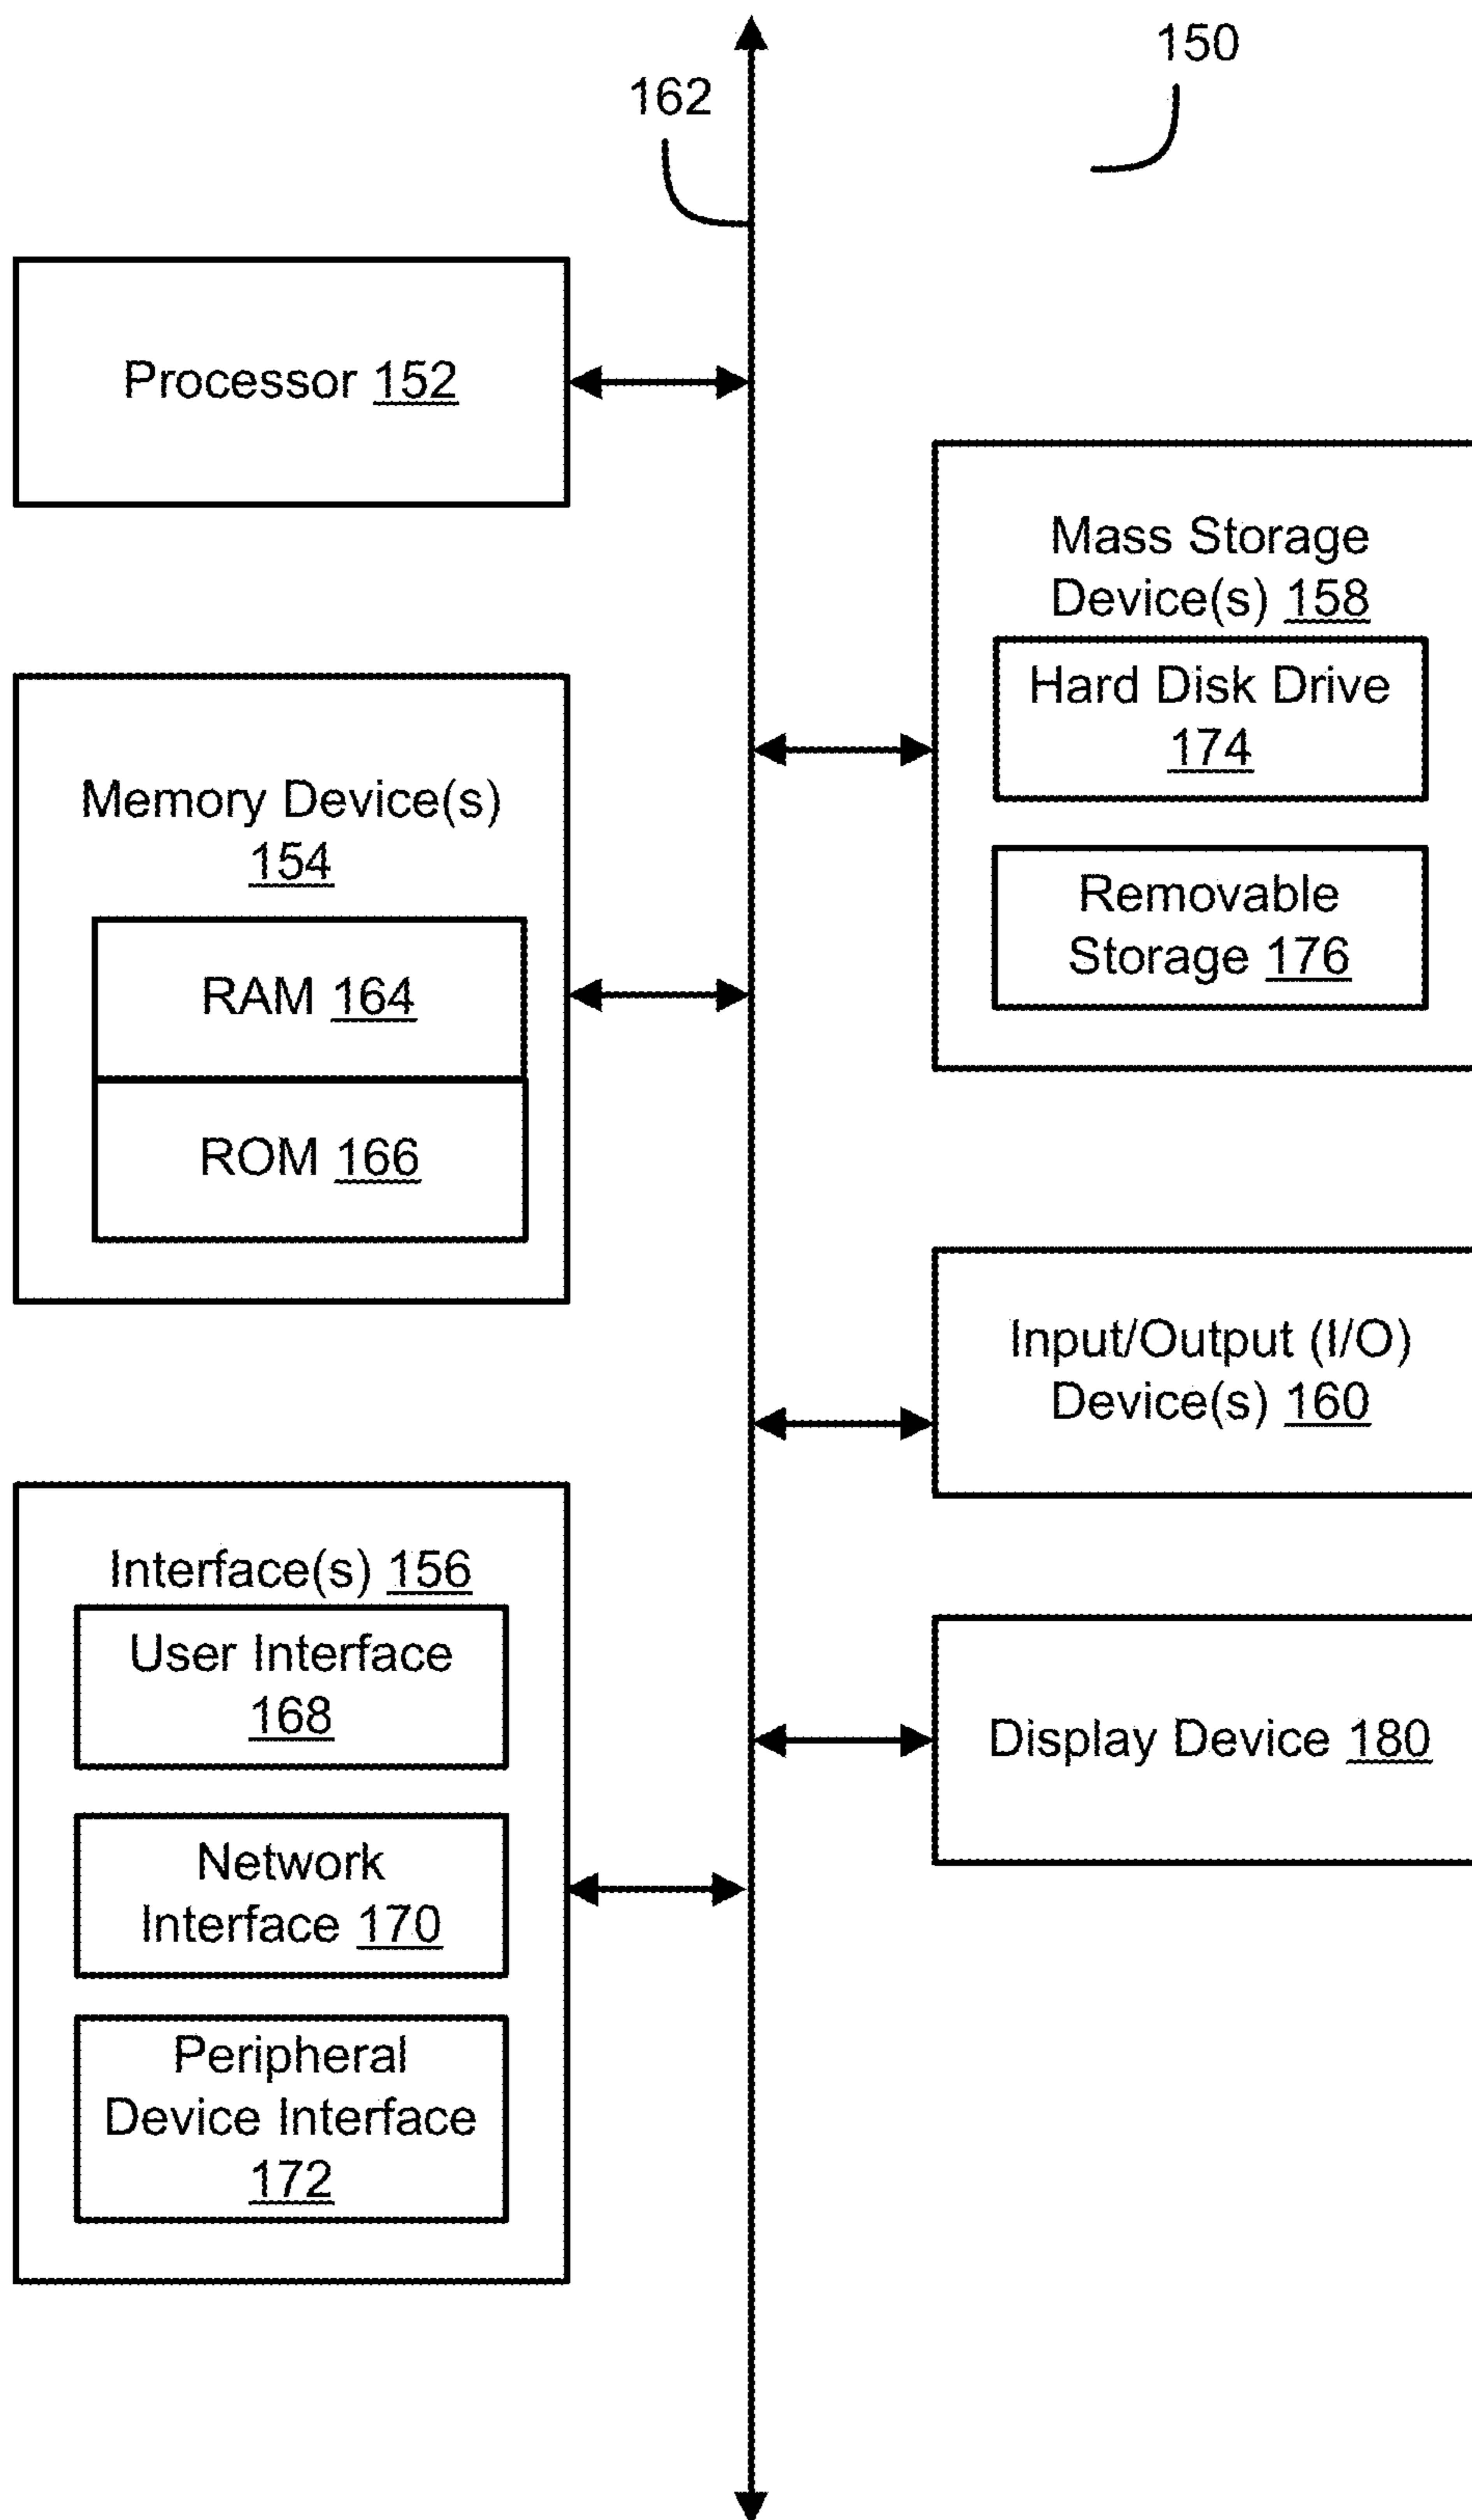 150
162
Processor 152
Mass Storage
Device(s) 158
Hard Disk Drive
174
Removable
Storage 176
Memory Device(s)
154
RAM 164
ROM 166
Input/Output (I/O)
Device(s) 160
Interface(s) 156
User Interface
168
Network
Interface 170
Peripheral
Device Interface
172
Display Device 180